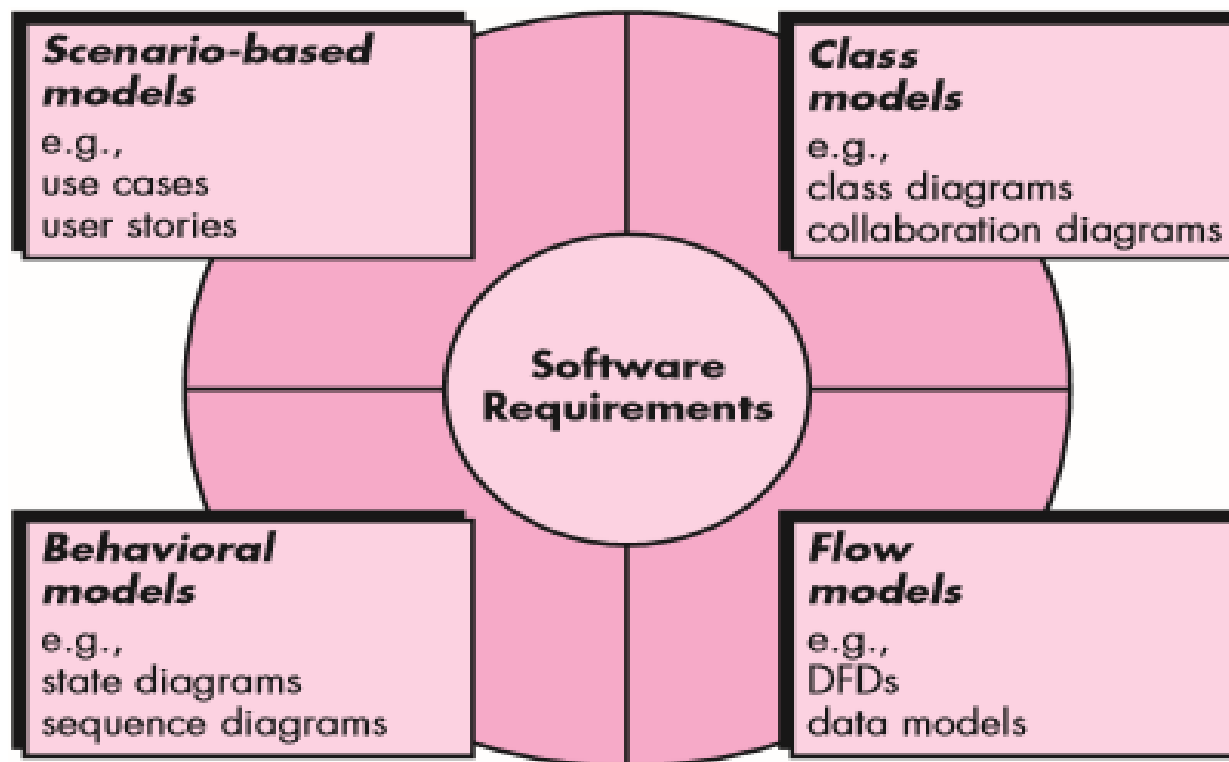 Scenario-based
models
e.g.,
use cases
user stories
Class
models
e.g.,
class diagrams
collaboration diagrams
Software
Requirements
Behavioral
models
e.g.,
state diagrams
sequence diagrams
Flow
models
e.g.,
DFDs
data models